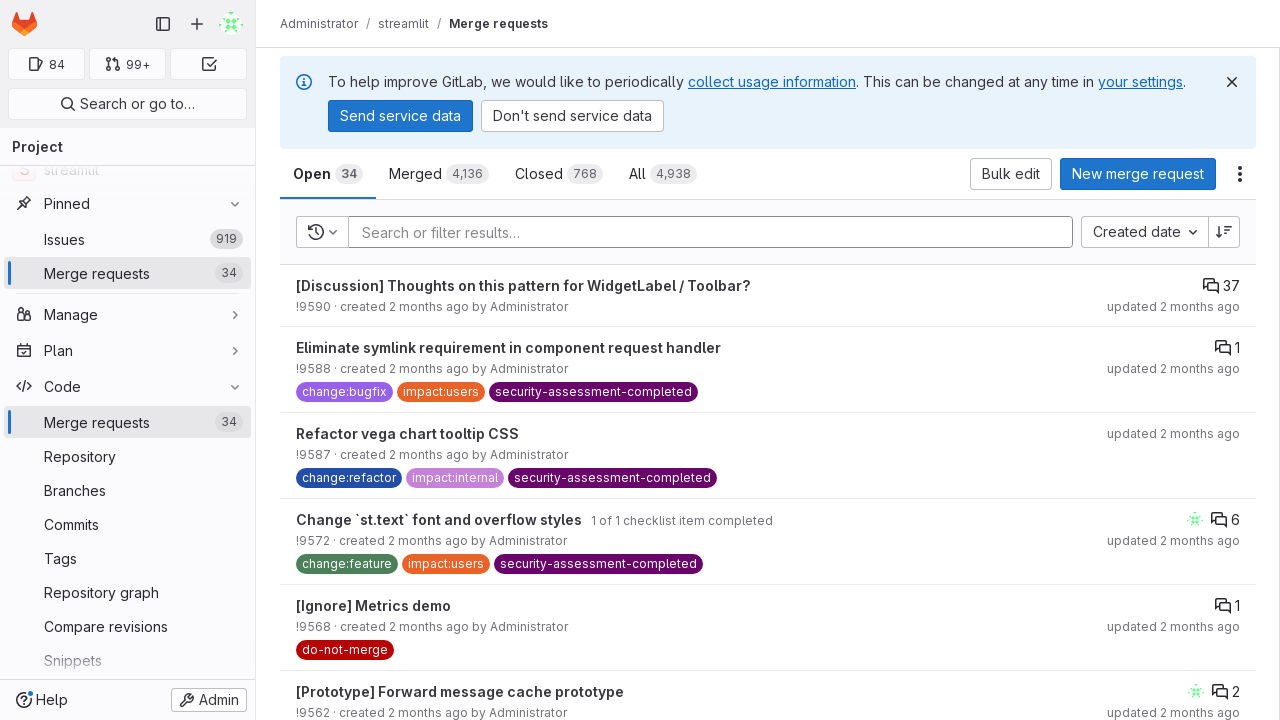 Administrator / streamlit / Merge requests
84
99+
Search or go to…
Project
streamlit
Pinned
Issues 919
Merge requests 34
Manage
Plan
Code
Merge requests 34
Repository
Branches
Commits
Tags
Repository graph
Compare revisions
Snippets
Help
Admin
To help improve GitLab, we would like to periodically collect usage information. This can be changed at any time in your settings.
Send service data
Don't send service data
Open 34
Merged 4,136
Closed 768
All 4,938
Bulk edit
New merge request
Search or filter results…
Created date
[Discussion] Thoughts on this pattern for WidgetLabel / Toolbar?
37
!9590 · created 2 months ago by Administrator
updated 2 months ago
Eliminate symlink requirement in component request handler
1
!9588 · created 2 months ago by Administrator
updated 2 months ago
change:bugfix impact:users security-assessment-completed
Refactor vega chart tooltip CSS
updated 2 months ago
!9587 · created 2 months ago by Administrator
change:refactor impact:internal security-assessment-completed
Change `st.text` font and overflow styles 1 of 1 checklist item completed
6
!9572 · created 2 months ago by Administrator
updated 2 months ago
change:feature impact:users security-assessment-completed
[Ignore] Metrics demo
1
!9568 · created 2 months ago by Administrator
updated 2 months ago
do-not-merge
[Prototype] Forward message cache prototype
2
!9562 · created 2 months ago by Administrator
updated 2 months ago